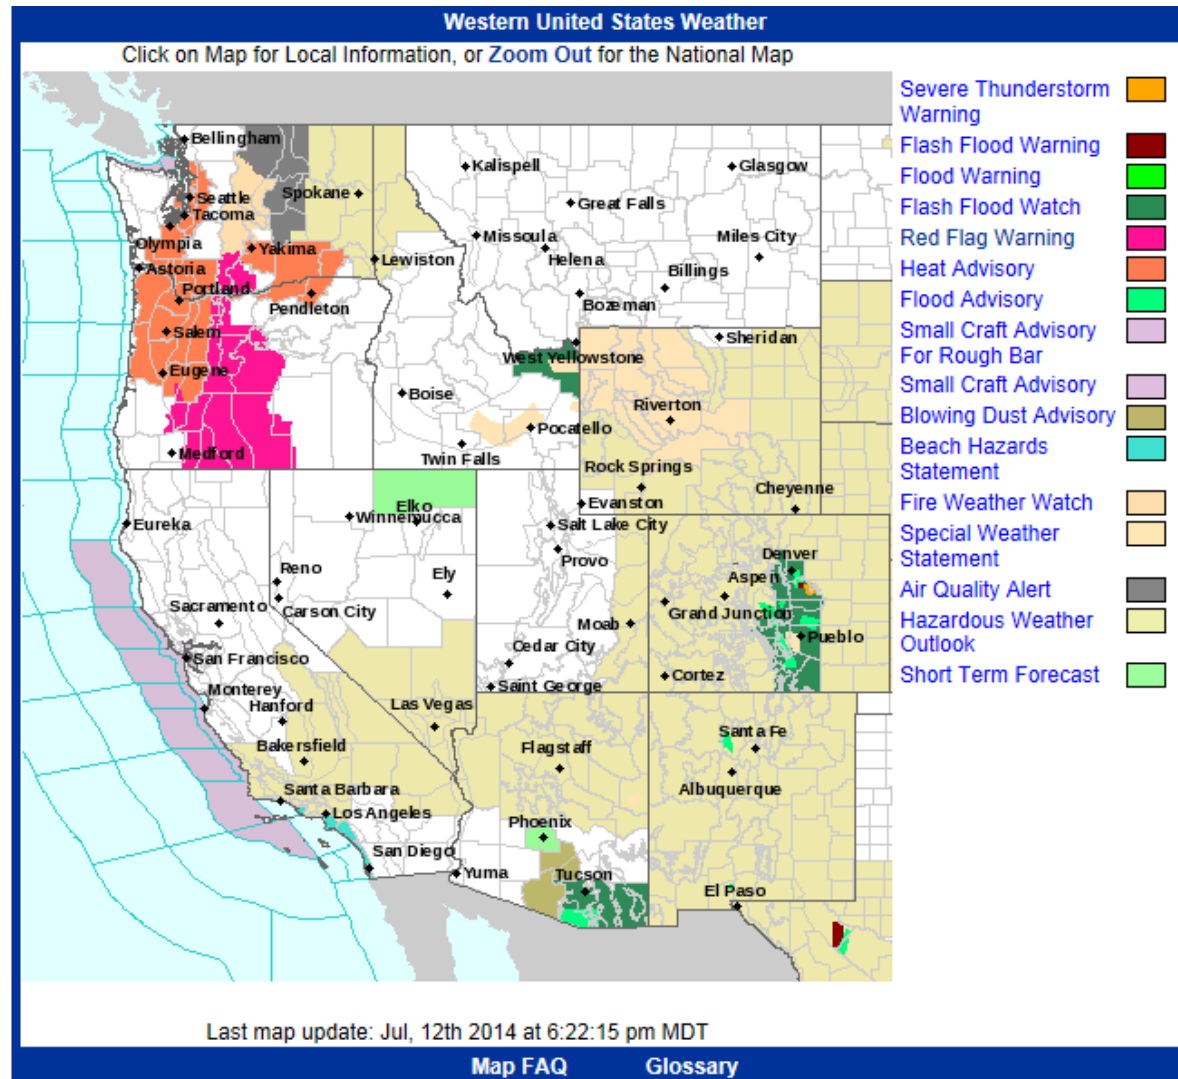 Western United States Weather
Click on Map for Local Information, or Zoom Out for the National Map
Severe Thunderstorm
Warning
Flash Flood Warning
Flood Warning
Flash Flood Watch
Red Flag Warning
Heat Advisory
Flood Advisory
Small Craft Advisory
For Rough Bar
Small Craft Advisory
Blowing Dust Advisory
Beach Hazards
Statement
Fire Weather Watch
Special Weather
Statement
Air Quality Alert
Hazardous Weather
Outlook
Short Term Forecast
Bellingham
Kalispell
Glasgow
Spokane
Seattle
Great Falls
Tacoma
Missoula
Miles City
Olympia
Yakima
Helena
Lewiston
Astoria
Billings
Portland
Pendleton
Bozeman
Salem
Sheridan
West Yellowstone
Eugene
Boise
Riverton
Pocatello
Medford
Twin Falls
Rock Springs
Cheyenne
Elko
Evanston
Winnemucca
Eureka
Salt Lake City
Denver
Provo
Reno
Ely
Aspen
Sacramento
Carson City
Grand Junction
Moab
Pueblo
Cedar City
San Francisco
Cortez
Saint George
Monterey
Hanford
Las Vegas
Santa Fe
Bakersfield
Flagstaff
Albuquerque
Santa Barbara
Los Angeles
Phoenix
San Diego
Yuma
Tucson
El Paso
Last map update: Jul, 12th 2014 at 6:22:15 pm MDT
Map FAQ Glossary